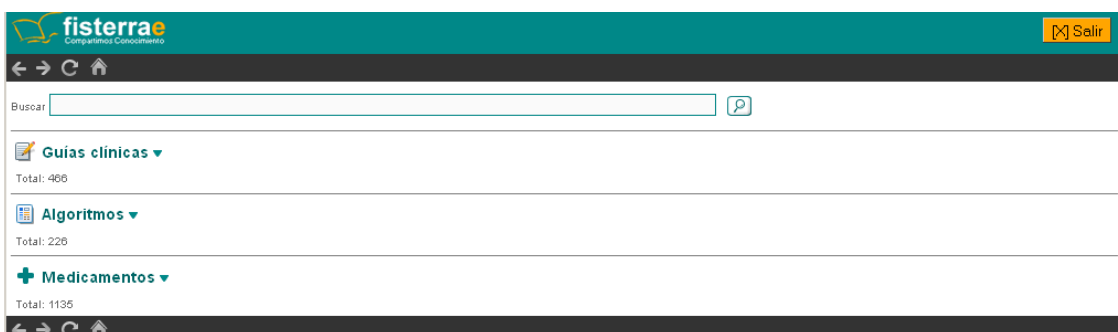 fisterrae
Compartimos Conocimiento
[X] Salir
Buscar
Guías clínicas
Total: 466
Algoritmos
Total: 226
Medicamentos
Total: 1135